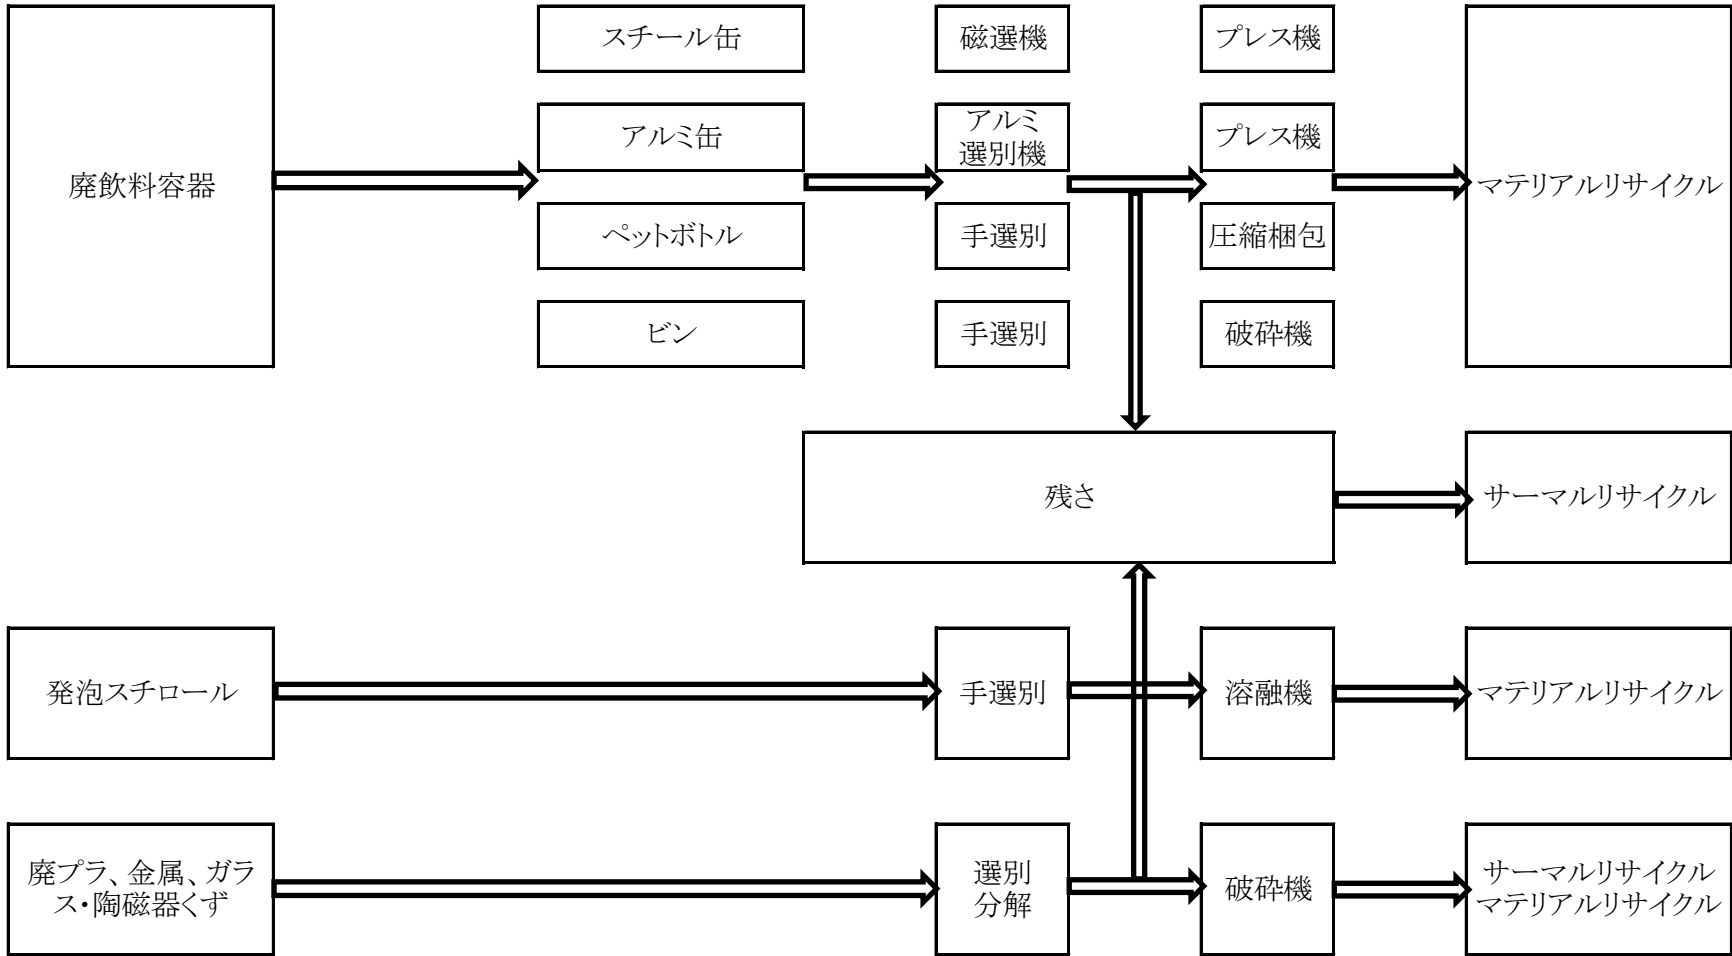 スチール缶
磁選機
プレス機
アルミ缶
アルミ
選別機
プレス機
廃飲料容器
マテリアルリサイクル
ペットボトル
手選別
圧縮梱包
ビン
手選別
破砕機
残さ
サーマルリサイクル
発泡スチロール
手選別
溶融機
マテリアルリサイクル
廃プラ、金属、ガラ
ス・陶磁器くず
選別
分解
破砕機
サーマルリサイクル
マテリアルリサイクル